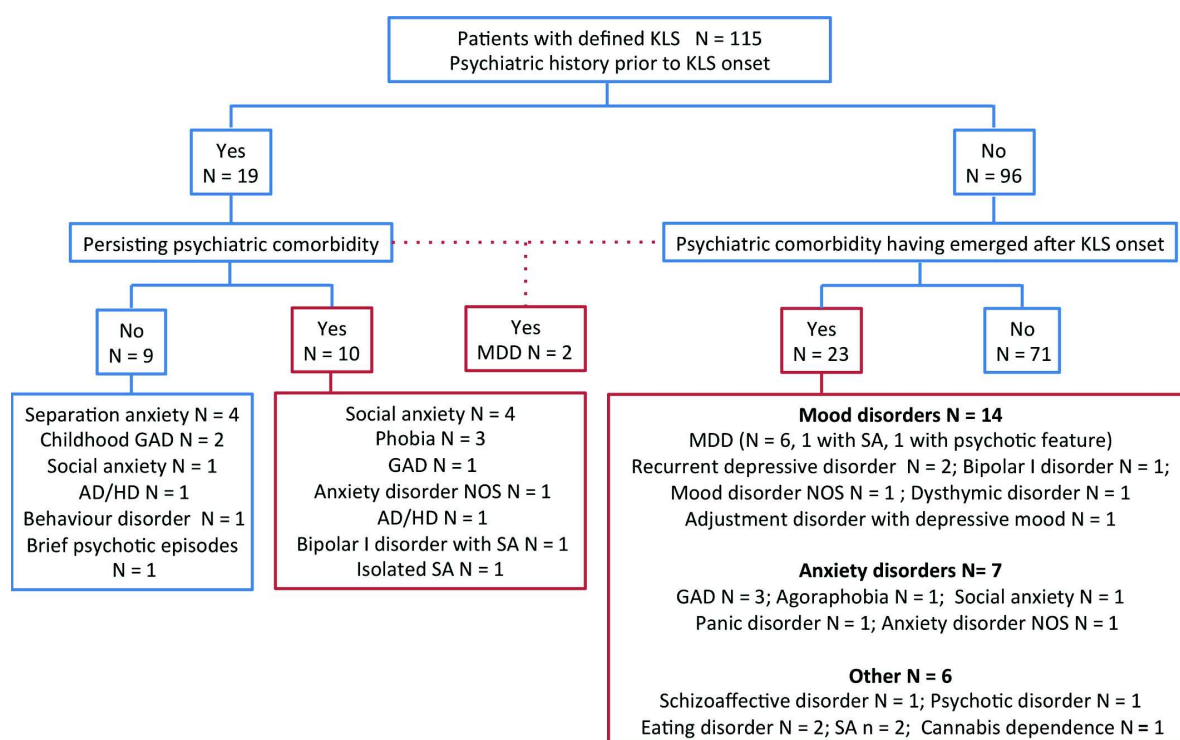 Patients with defined KLS N = 115
Psychiatric history prior to KLS onset
Yes
N = 19
No
N = 96
Persisting psychiatric comorbidity
Psychiatric comorbidity having emerged after KLS onset
No
N = 9
Yes
N = 10
Yes
MDD N = 2
Yes
N = 23
No
N = 71
Separation anxiety N = 4
Childhood GAD N = 2
Social anxiety N = 1
AD/HD N = 1
Behaviour disorder N = 1
Brief psychotic episodes
N = 1
Social anxiety N = 4
Phobia N = 3
GAD N = 1
Anxiety disorder NOS N = 1
AD/HD N = 1
Bipolar I disorder with SA N = 1
Isolated SA N = 1
Mood disorders N = 14
MDD (N = 6, 1 with SA, 1 with psychotic feature)
Recurrent depressive disorder N = 2; Bipolar I disorder N = 1;
Mood disorder NOS N = 1 ; Dysthymic disorder N = 1
Adjustment disorder with depressive mood N = 1
Anxiety disorders N= 7
GAD N = 3; Agoraphobia N = 1; Social anxiety N = 1
Panic disorder N = 1; Anxiety disorder NOS N = 1
Other N = 6
Schizoaffective disorder N = 1; Psychotic disorder N = 1
Eating disorder N = 2; SA n = 2; Cannabis dependence N = 1